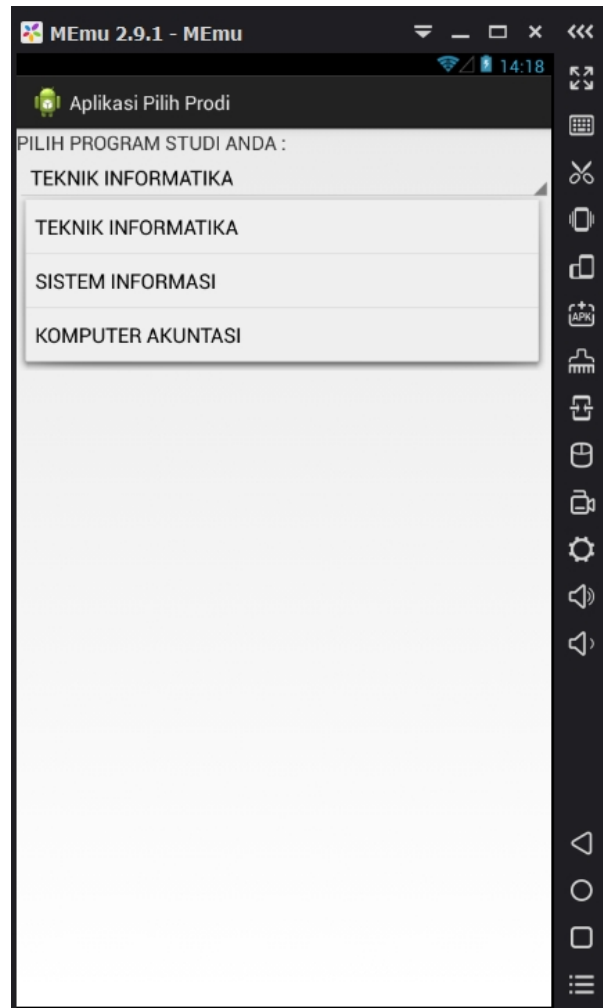 MEmu 2.9.1 - MEmu
14:18
Aplikasi Pilih Prodi
PILIH PROGRAM STUDI ANDA :
TEKNIK INFORMATIKA
TEKNIK INFORMATIKA
SISTEM INFORMASI
KOMPUTER AKUNTASI
APK